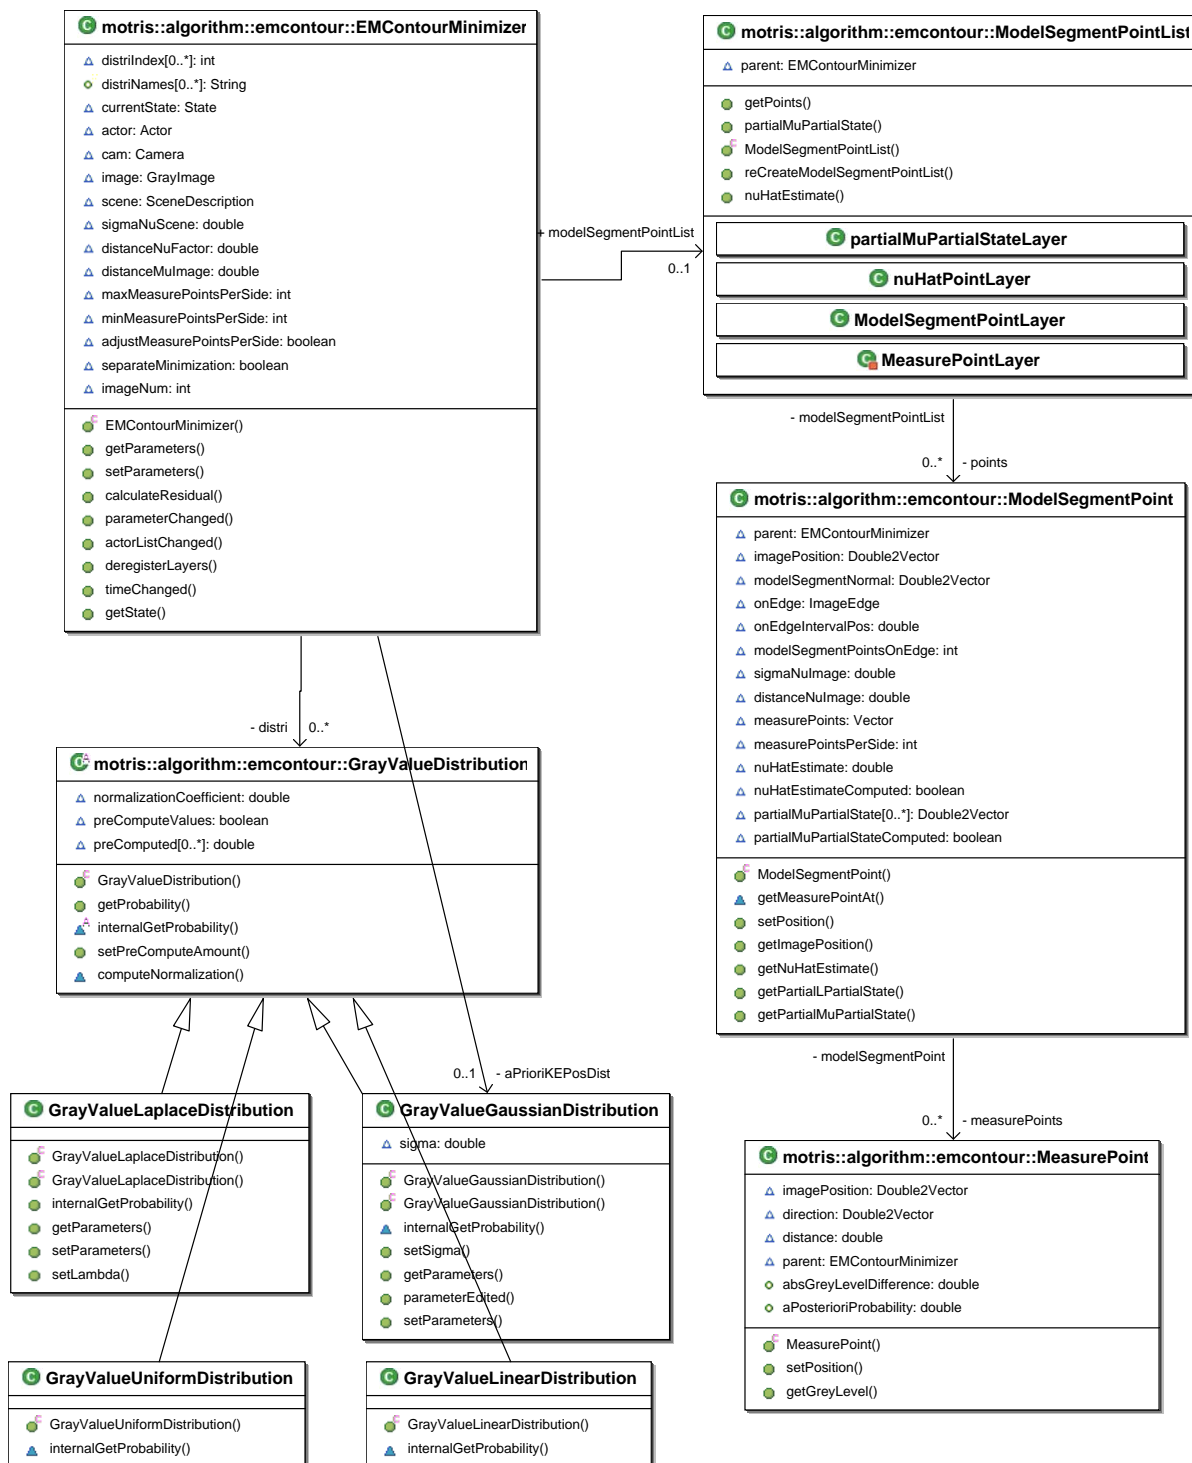 motris::algorithm::emcontour::EMContourMinimizer
distriIndex[0..*]: int
distriNames[0..*]: String
currentState: State
actor: Actor
cam: Camera
image: GrayImage
scene: SceneDescription
sigmaNuScene: double
distanceNuFactor: double
distanceMuImage: double
maxMeasurePointsPerSide: int
minMeasurePointsPerSide: int
adjustMeasurePointsPerSide: boolean
separateMinimization: boolean
imageNum: int
EMContourMinimizer()
getParameters()
setParameters()
calculateResidual()
parameterChanged()
actorListChanged()
deregisterLayers()
timeChanged()
getState()
+ modelSegmentPointList
0..1
motris::algorithm::emcontour::ModelSegmentPointList
parent: EMContourMinimizer
getPoints()
partialMuPartialState()
ModelSegmentPointList()
reCreateModelSegmentPointList()
nuHatEstimate()
partialMuPartialStateLayer
nuHatPointLayer
ModelSegmentPointLayer
MeasurePointLayer
- modelSegmentPointList
0..* - points
motris::algorithm::emcontour::ModelSegmentPoint
parent: EMContourMinimizer
imagePosition: Double2Vector
modelSegmentNormal: Double2Vector
onEdge: ImageEdge
onEdgeIntervalPos: double
modelSegmentPointsOnEdge: int
sigmaNuImage: double
distanceNuImage: double
measurePoints: Vector
measurePointsPerSide: int
nuHatEstimate: double
nuHatEstimateComputed: boolean
partialMuPartialState[0..*]: Double2Vector
partialMuPartialStateComputed: boolean
ModelSegmentPoint()
getMeasurePointAt()
setPosition()
getImagePosition()
getNuHatEstimate()
getPartialLPartialState()
getPartialMuPartialState()
- modelSegmentPoint
0..* - measurePoints
motris::algorithm::emcontour::MeasurePoint
imagePosition: Double2Vector
direction: Double2Vector
distance: double
parent: EMContourMinimizer
absGreyLevelDifference: double
aPosterioriProbability: double
MeasurePoint()
setPosition()
getGreyLevel()
- distri 0..*
motris::algorithm::emcontour::GrayValueDistribution
normalizationCoefficient: double
preComputeValues: boolean
preComputed[0..*]: double
GrayValueDistribution()
getProbability()
internalGetProbability()
setPreComputeAmount()
computeNormalization()
0..1 - aPrioriKEPosDist
GrayValueLaplaceDistribution
GrayValueLaplaceDistribution()
GrayValueLaplaceDistribution()
internalGetProbability()
getParameters()
setParameters()
setLambda()
GrayValueGaussianDistribution
sigma: double
GrayValueGaussianDistribution()
GrayValueGaussianDistribution()
internalGetProbability()
setSigma()
getParameters()
parameterEdited()
setParameters()
GrayValueUniformDistribution
GrayValueUniformDistribution()
internalGetProbability()
GrayValueLinearDistribution
GrayValueLinearDistribution()
internalGetProbability()